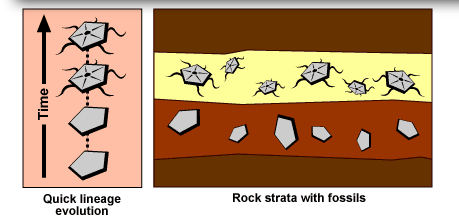 Time
Quick lineage
evolution
Rock strata with fossils